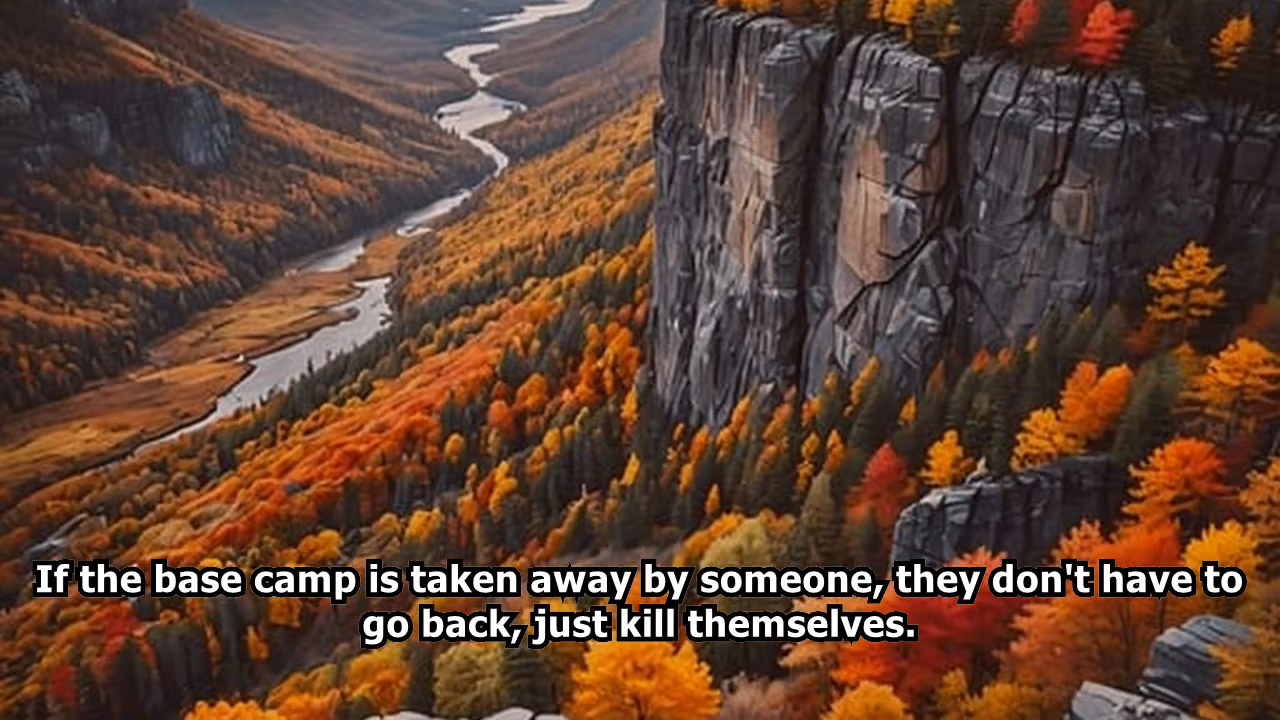 If the base camp is taken away by someone, they don't have to
go back, just kill themselves.